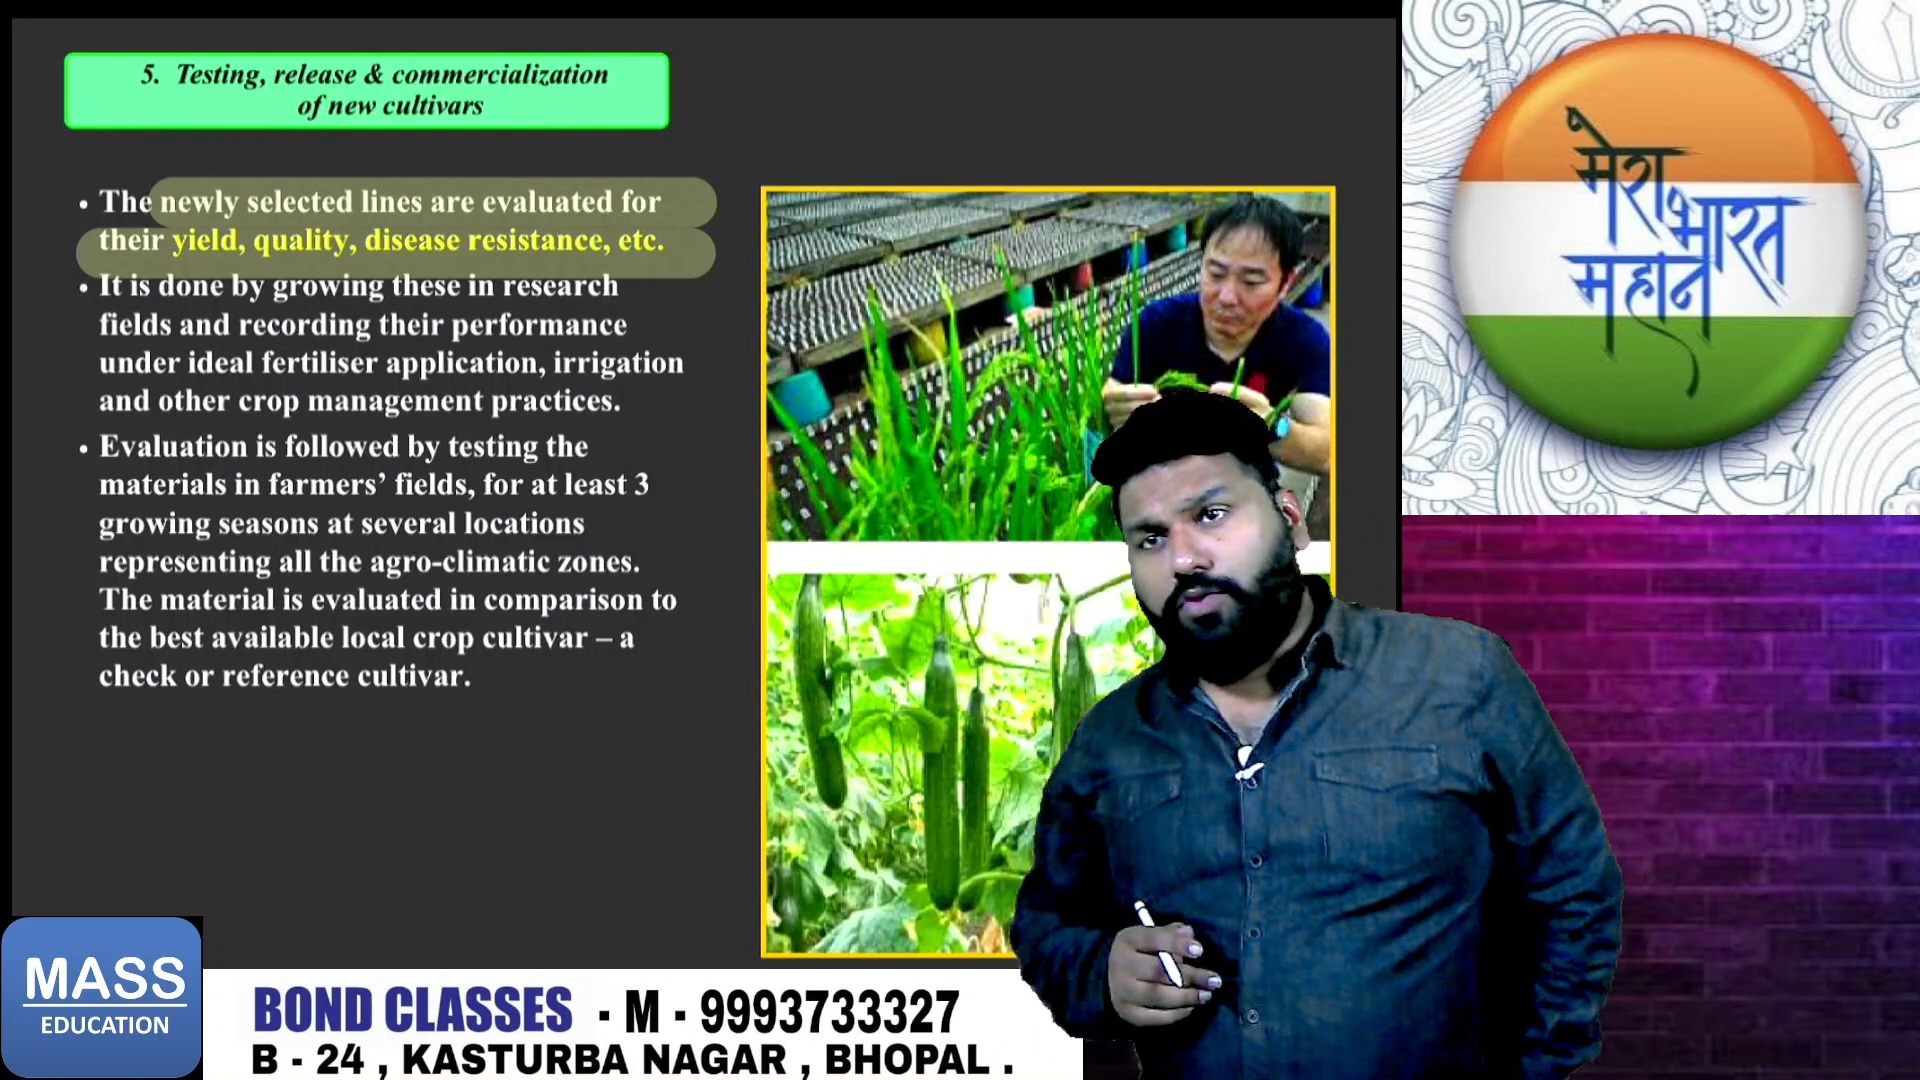 5. Testing, release & commercialization
of new cultivars
• The newly selected lines are evaluated for
their yield, quality, disease resistance, etc.
• It is done by growing these in research
fields and recording their performance
under ideal fertiliser application, irrigation
and other crop management practices.
• Evaluation is followed by testing the
materials in farmers’ fields, for at least 3
growing seasons at several locations
representing all the agro-climatic zones.
The material is evaluated in comparison to
the best available local crop cultivar – a
check or reference cultivar.
मेरा
भारत
महान
MASS
EDUCATION
BOND CLASSES - M - 9993733327
B - 24 , KASTURBA NAGAR , BHOPAL .